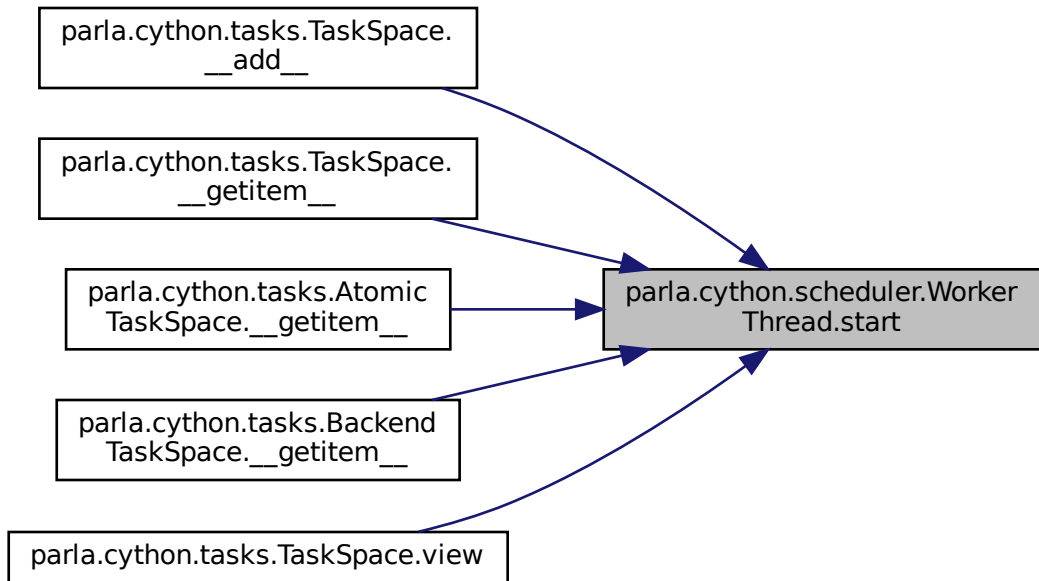 parla.cython.tasks.TaskSpace.
__add__
parla.cython.tasks.TaskSpace.
__getitem__
parla.cython.tasks.Atomic
TaskSpace.__getitem__
parla.cython.scheduler.Worker
Thread.start
parla.cython.tasks.Backend
TaskSpace.__getitem__
parla.cython.tasks.TaskSpace.view